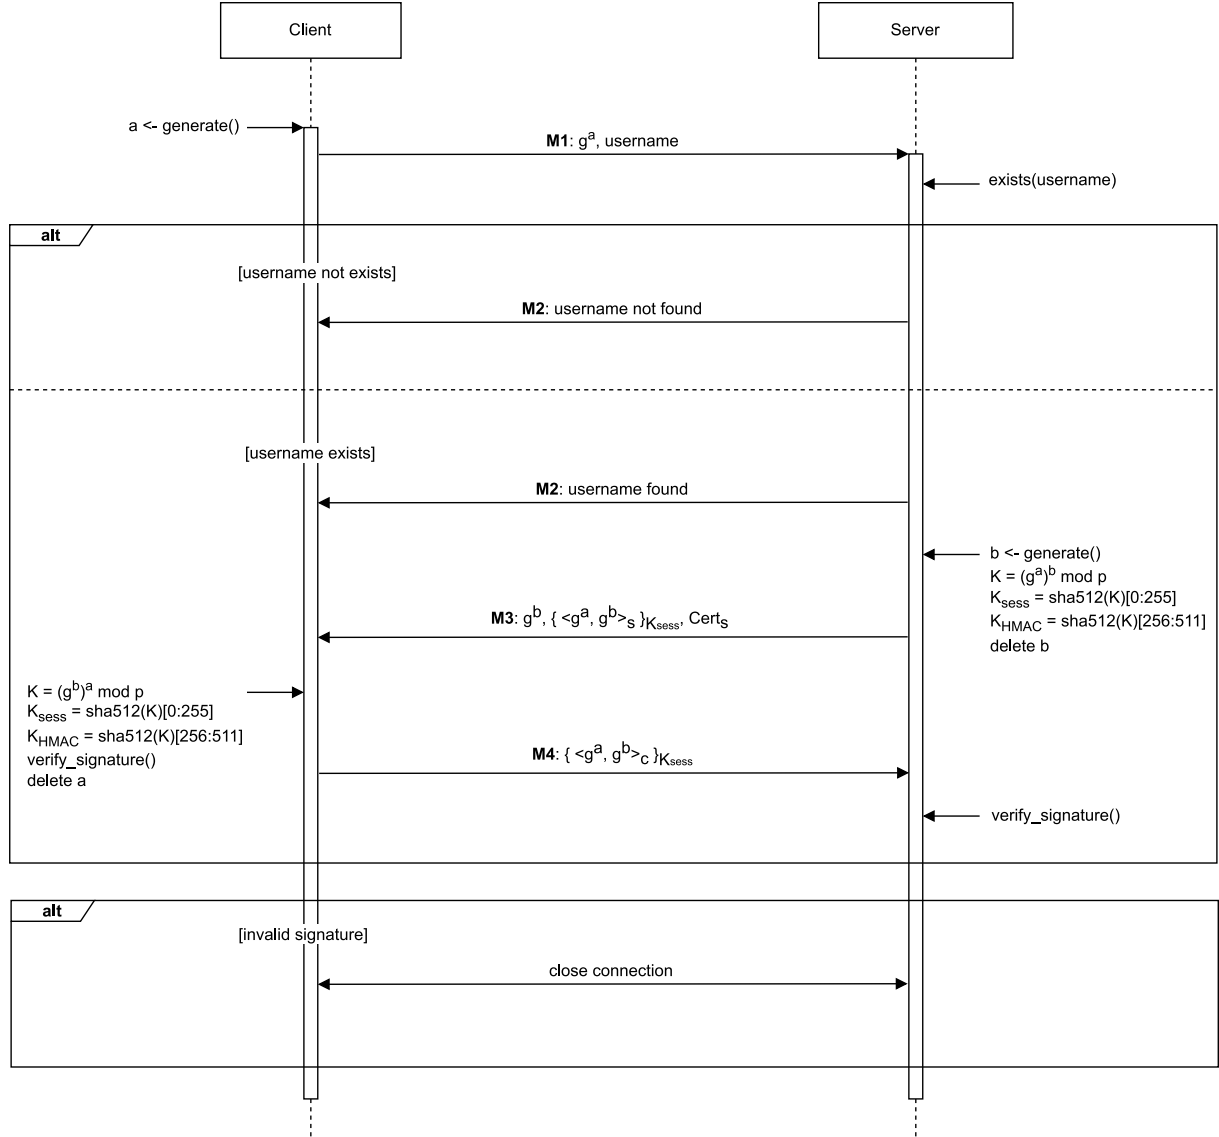 Client
Server
a <- generate()
M1: g^a, username
exists(username)
alt
[username not exists]
M2: username not found
[username exists]
M2: username found
b <- generate()
K = (g^a)^b mod p
K_sess = sha512(K)[0:255]
K_HMAC = sha512(K)[256:511]
delete b
M3: g^b, { <g^a, g^b>_s }_Ksess, Cert_s
K = (g^b)^a mod p
K_sess = sha512(K)[0:255]
K_HMAC = sha512(K)[256:511]
verify_signature()
delete a
M4: { <g^a, g^b>_c }_Ksess
verify_signature()
alt
[invalid signature]
close connection